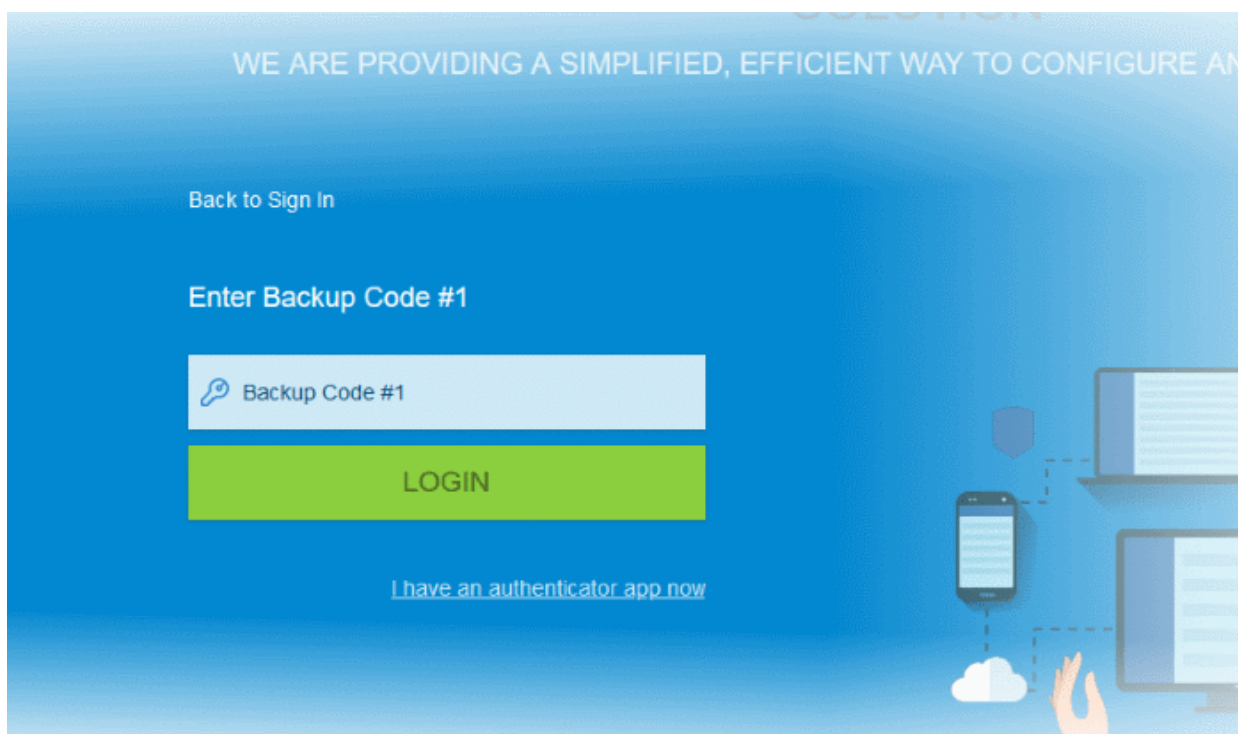 SOLUTION
WE ARE PROVIDING A SIMPLIFIED, EFFICIENT WAY TO CONFIGURE AN
Back to Sign In
Enter Backup Code #1
Backup Code #1
LOGIN
I have an authenticator app now